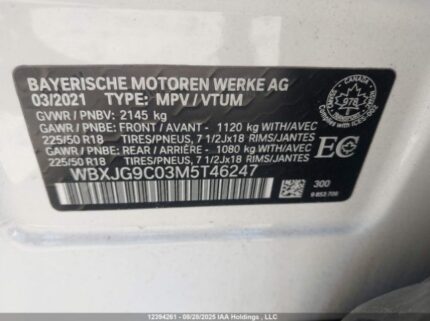 BAYERISCHE MOTOREN WERKE AG
03/2021 TYPE: MPV / VTUM
GVWR / PNBV: 2145 kg
GAWR / PNBE: FRONT / AVANT - 1120 kg WITH/AVEC
225/50 R18 TIRES/PNEUS, 7 1/2Jx18 RIMS/JANTES
GAWR / PNBE: REAR / ARRIÈRE - 1080 kg WITH/AVEC
225/50 R18 TIRES/PNEUS, 7 1/2Jx18 RIMS/JANTES
WBXJG9C03M5T46247
CANADA
978
EC
300
12394261 - 09/28/2025 IAA Holdings , LLC